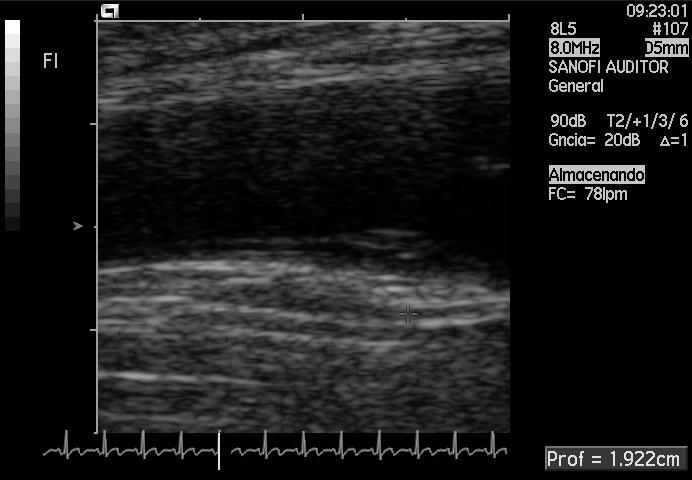 09:23:01
8L5 #107
8.0MHz D5mm
FI
SANOFI AUDITOR
General
90dB T2/+1/3/ 6
Gncia= 20dB Δ=1
Almacenando
FC= 78lpm
Prof = 1.922cm